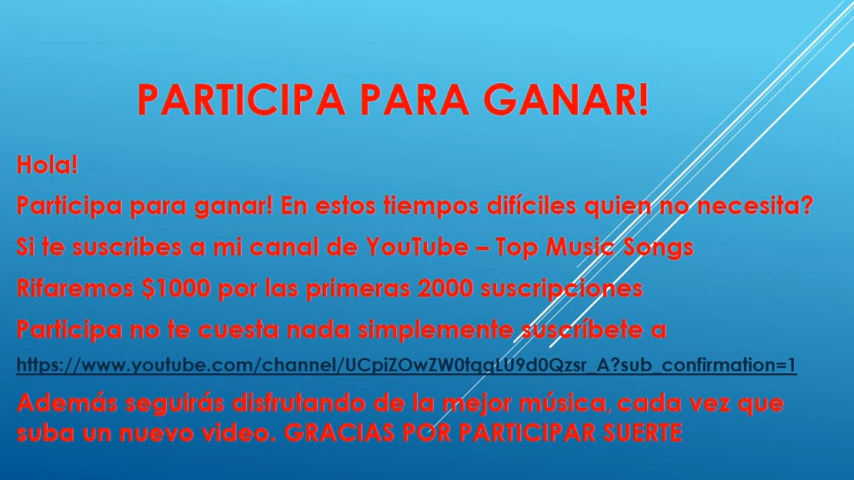 PARTICIPA PARA GANAR!
Hola!
Participa para ganar! En estos tiempos difíciles quien no necesita?
Si te suscribes a mi canal de YouTube – Top Music Songs
Rifaremos $1000 por las primeras 2000 suscripciones
Participa no te cuesta nada simplemente suscríbete a
https://www.youtube.com/channel/UCpiZOwZW0tqqLU9d0Qzsr_A?sub_confirmation=1
Además seguirás disfrutando de la mejor música, cada vez que
suba un nuevo video. GRACIAS POR PARTICIPAR SUERTE